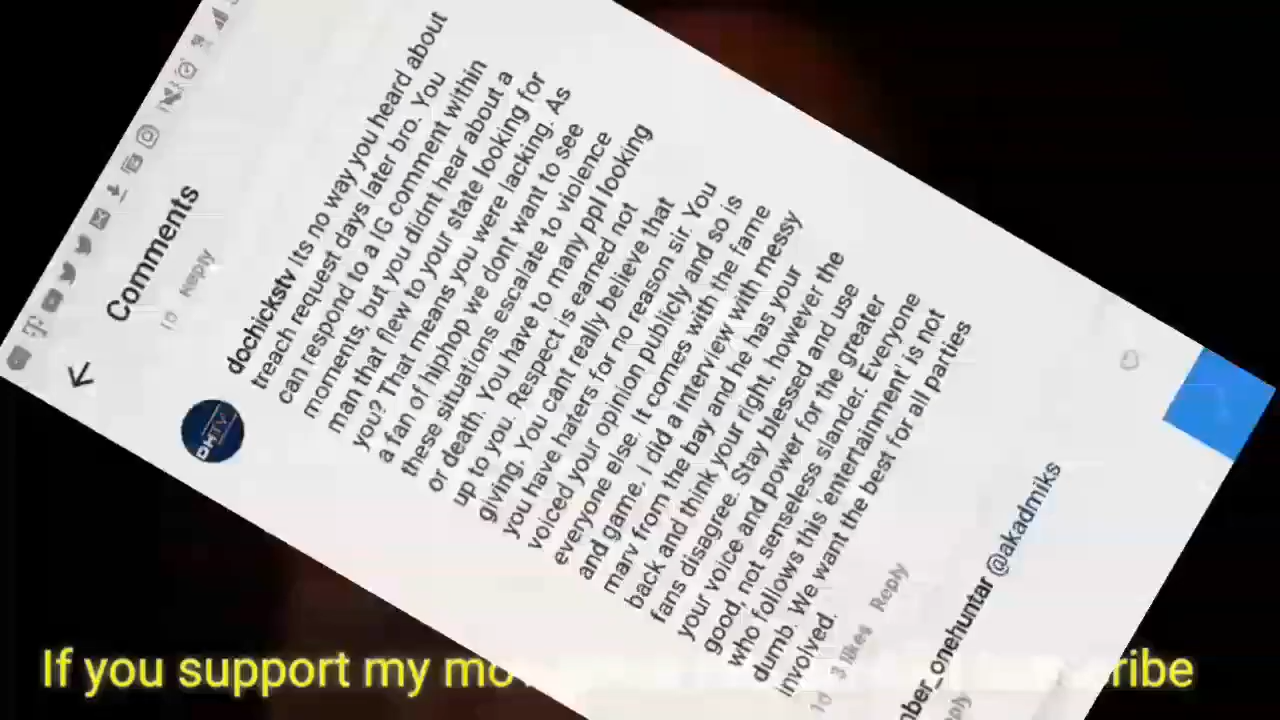 Comments
1d Reply
dochickstv Its no way you heard about
treach request days later bro. You
can respond to a IG comment within
moments, but you didnt hear about a
man that flew to your state looking for
you? That means you were lacking. As
a fan of hiphop we dont want to see
these situations escalate to violence
or death. You have to many ppl looking
up to you. Respect is earned not
giving. You cant really believe that
you have haters for no reason sir. You
voiced your opinion publicly and so is
everyone else. It comes with the fame
and game. i did a interview with messy
marv from the bay and he has your
back and think your right. however the
fans disagree. Stay blessed and use
your voice and power for the greater
good, not senseless slander. Everyone
who follows this 'entertainment' is not
dumb. We want the best for all parties
involved.
1d 3 likes Reply
mber_onehuntar @akadmiks
If you support my